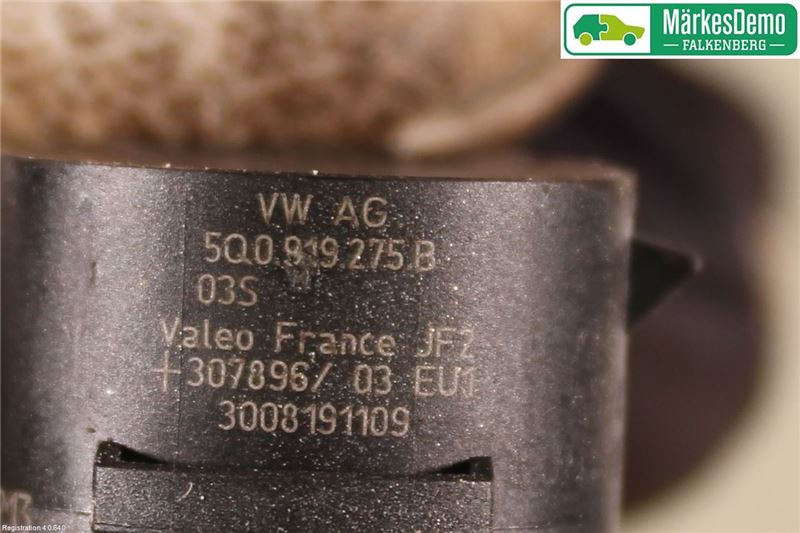 MärkesDemo
FALKENBERG
VW AG
5Q0.919.275.B
03S
Valeo France JFZ
+307896/ 03 EU1
3008191109
Registration 4.0.64.0